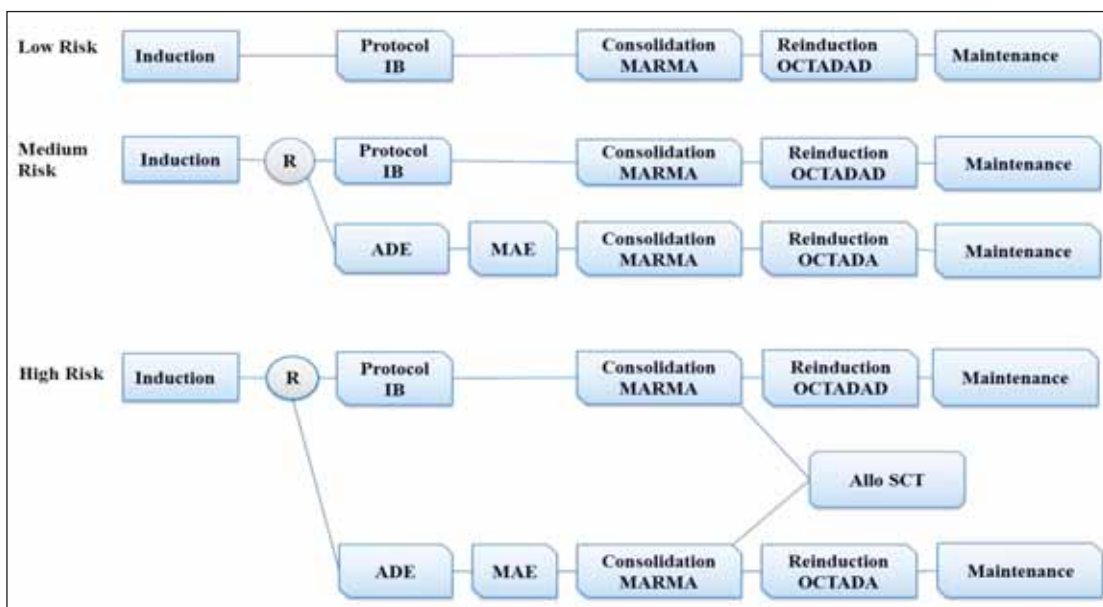 Low Risk
Induction
Protocol
IB
Consolidation
MARMA
Reinduction
OCTADAD
Maintenance
Medium
Risk
Induction
R
Protocol
IB
Consolidation
MARMA
Reinduction
OCTADAD
Maintenance
ADE
MAE
Consolidation
MARMA
Reinduction
OCTADA
Maintenance
High Risk
Induction
R
Protocol
IB
Consolidation
MARMA
Reinduction
OCTADAD
Maintenance
Allo SCT
ADE
MAE
Consolidation
MARMA
Reinduction
OCTADA
Maintenance